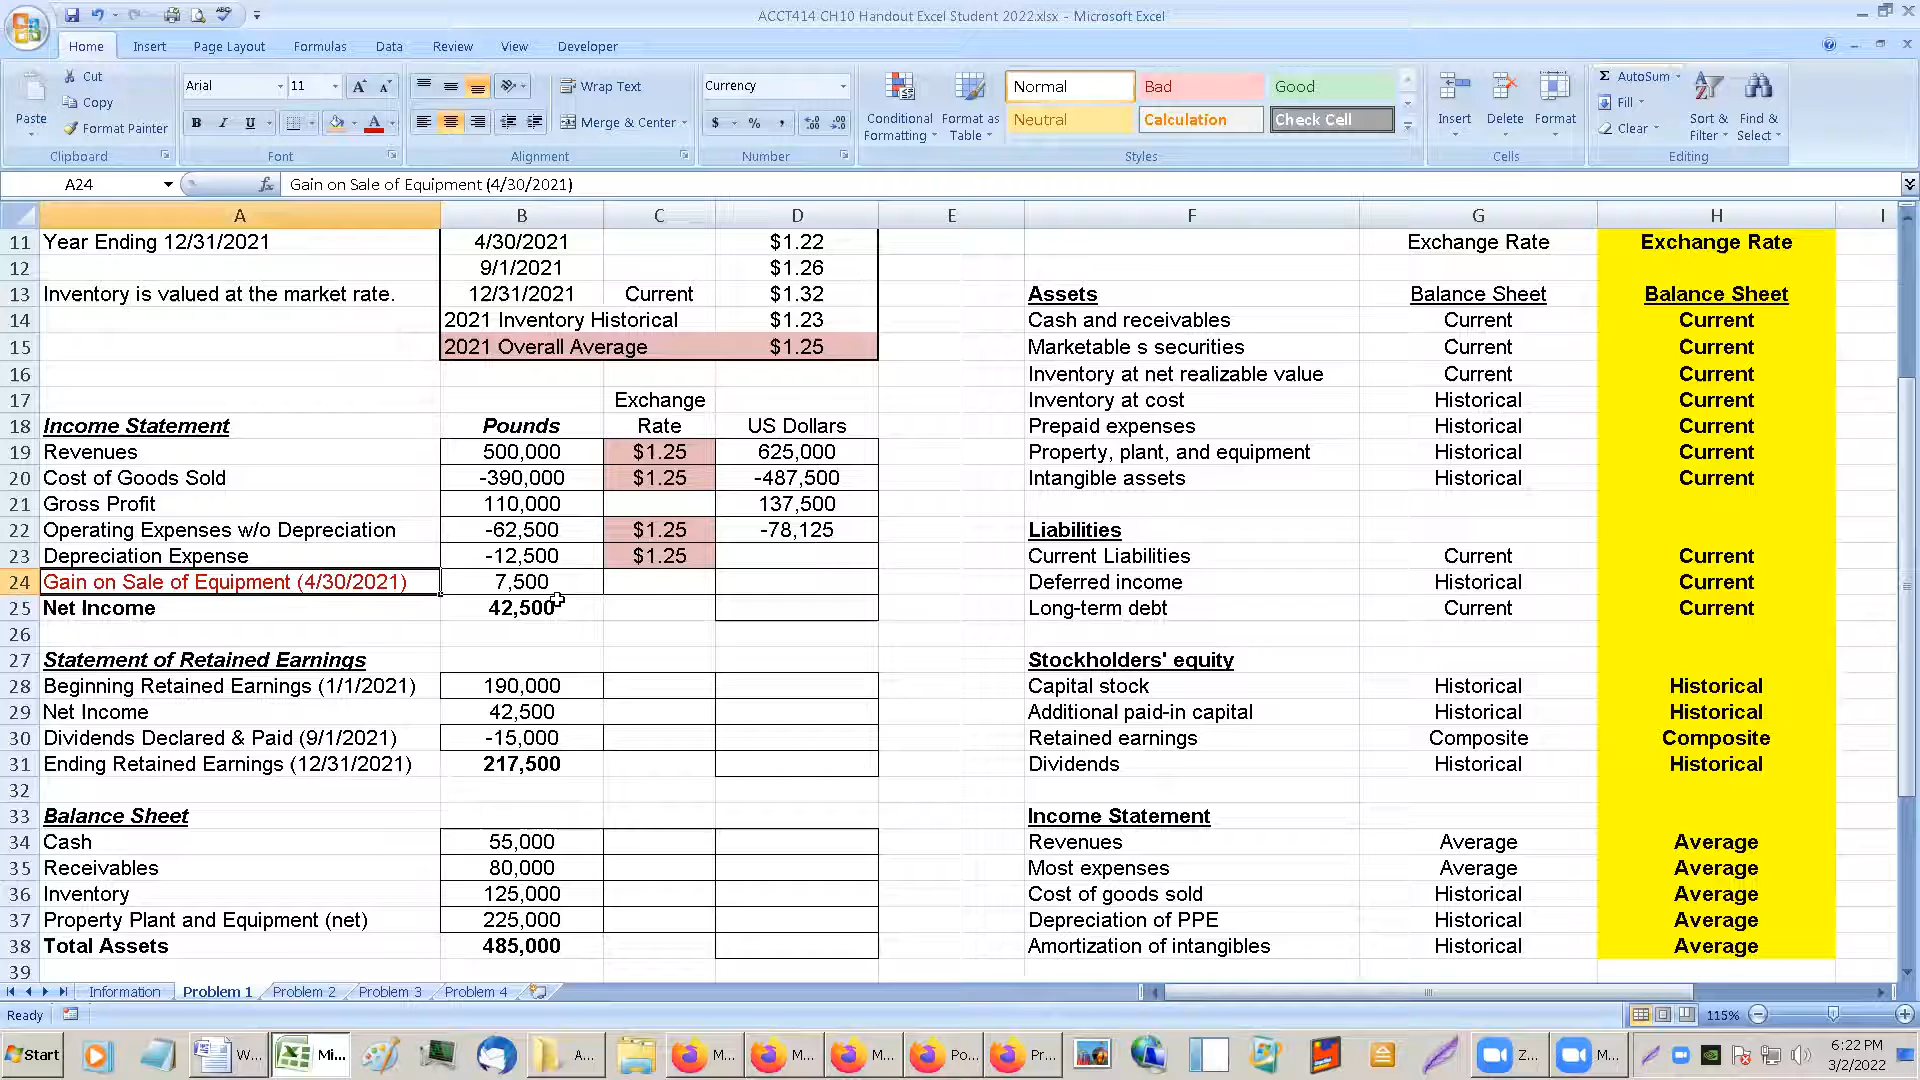 ACCT414 CH10 Handout Excel Student 2022.xlsx - Microsoft Excel
Home Insert Page Layout Formulas Data Review View Developer
Paste
Cut
Copy
Format Painter
Clipboard
Arial 11
B I U
Font
Wrap Text
Merge & Center
Alignment
Currency
$ % ,
Number
Conditional Formatting
Format as Table
Normal Bad Good
Neutral Calculation Check Cell
Styles
Insert Delete Format
Cells
AutoSum
Fill
Clear
Sort & Filter
Find & Select
Editing
A24 fx Gain on Sale of Equipment (4/30/2021)
A B C D E F G H I
11 Year Ending 12/31/2021 4/30/2021 $1.22 Exchange Rate Exchange Rate
12 9/1/2021 $1.26
13 Inventory is valued at the market rate. 12/31/2021 Current $1.32 Assets Balance Sheet Balance Sheet
14 2021 Inventory Historical $1.23 Cash and receivables Current Current
15 2021 Overall Average $1.25 Marketable s securities Current Current
16 Inventory at net realizable value Current Current
17 Exchange Inventory at cost Historical Current
18 Income Statement Pounds Rate US Dollars Prepaid expenses Historical Current
19 Revenues 500,000 $1.25 625,000 Property, plant, and equipment Historical Current
20 Cost of Goods Sold -390,000 $1.25 -487,500 Intangible assets Historical Current
21 Gross Profit 110,000 137,500
22 Operating Expenses w/o Depreciation -62,500 $1.25 -78,125 Liabilities
23 Depreciation Expense -12,500 $1.25 Current Liabilities Current Current
24 Gain on Sale of Equipment (4/30/2021) 7,500 Deferred income Historical Current
25 Net Income 42,500 Long-term debt Current Current
26
27 Statement of Retained Earnings Stockholders' equity
28 Beginning Retained Earnings (1/1/2021) 190,000 Capital stock Historical Historical
29 Net Income 42,500 Additional paid-in capital Historical Historical
30 Dividends Declared & Paid (9/1/2021) -15,000 Retained earnings Composite Composite
31 Ending Retained Earnings (12/31/2021) 217,500 Dividends Historical Historical
32
33 Balance Sheet Income Statement
34 Cash 55,000 Revenues Average Average
35 Receivables 80,000 Most expenses Average Average
36 Inventory 125,000 Cost of goods sold Historical Average
37 Property Plant and Equipment (net) 225,000 Depreciation of PPE Historical Average
38 Total Assets 485,000 Amortization of intangibles Historical Average
39
Information Problem 1 Problem 2 Problem 3 Problem 4
Ready 115%
Start W... Mi... A... M... M... M... Po... Pr... Z... M... 6:22 PM
3/2/2022